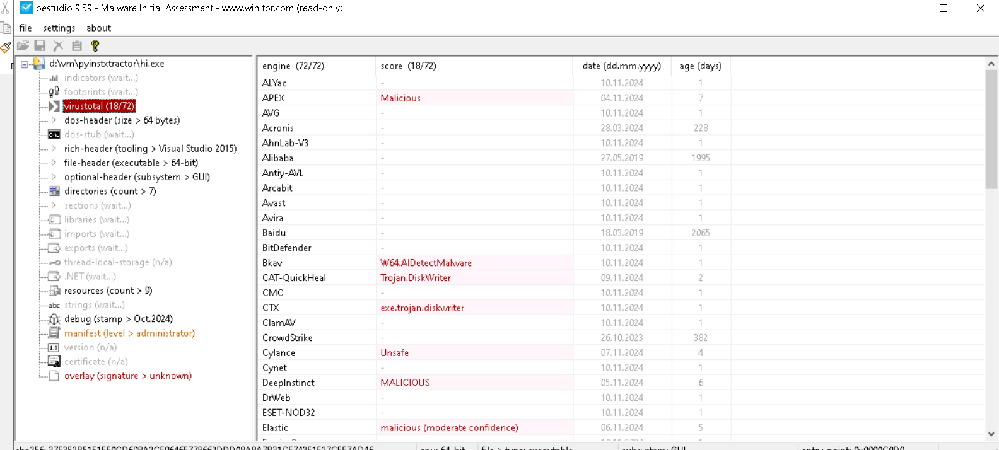 pestudio 9.59 - Malware Initial Assessment - www.winitor.com (read-only)
file settings about
d:\vm\pyinstxtractor\hi.exe
indicators (wait...)
footprints (wait...)
virustotal (18/72)
dos-header (size > 64 bytes)
dos-stub (wait...)
rich-header (tooling > Visual Studio 2015)
file-header (executable > 64-bit)
optional-header (subsystem > GUI)
directories (count > 7)
sections (wait...)
libraries (wait...)
imports (wait...)
exports (wait...)
thread-local-storage (n/a)
.NET (wait...)
resources (count > 9)
abc strings (wait...)
debug (stamp > Oct.2024)
manifest (level > administrator)
1.0 version (n/a)
certificate (n/a)
overlay (signature > unknown)
engine (72/72) score (18/72) date (dd.mm.yyyy) age (days)
ALYac - 10.11.2024 1
APEX Malicious 04.11.2024 7
AVG - 10.11.2024 1
Acronis - 28.03.2024 228
AhnLab-V3 - 10.11.2024 1
Alibaba - 27.05.2019 1995
Antiy-AVL - 10.11.2024 1
Arcabit - 10.11.2024 1
Avast - 10.11.2024 1
Avira - 10.11.2024 1
Baidu - 18.03.2019 2065
BitDefender - 10.11.2024 1
Bkav W64.AIDetectMalware 10.11.2024 1
CAT-QuickHeal Trojan.DiskWriter 09.11.2024 2
CMC - 10.11.2024 1
CTX exe.trojan.diskwriter 10.11.2024 1
ClamAV - 10.11.2024 1
CrowdStrike - 26.10.2023 382
Cylance Unsafe 07.11.2024 4
Cynet - 10.11.2024 1
DeepInstinct MALICIOUS 05.11.2024 6
DrWeb - 10.11.2024 1
ESET-NOD32 - 10.11.2024 1
Elastic malicious (moderate confidence) 06.11.2024 5
cpu: 64-bit file > type: executable subsystem: GUI